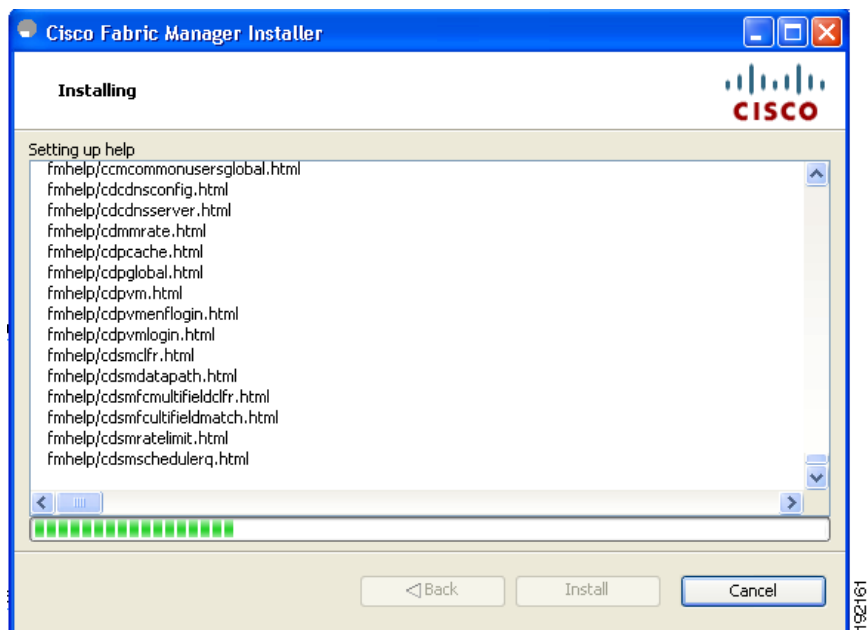 Cisco Fabric Manager Installer
Installing
CISCO
Setting up help
fmhelp/ccmcommonusersglobal.html
fmhelp/cdcdnsconfig.html
fmhelp/cdcdnsserver.html
fmhelp/cdmmrate.html
fmhelp/cdpcache.html
fmhelp/cdpglobal.html
fmhelp/cdpvm.html
fmhelp/cdpvmenflogin.html
fmhelp/cdpvmlogin.html
fmhelp/cdsmclfr.html
fmhelp/cdsmdatapath.html
fmhelp/cdsmfcmultifieldclfr.html
fmhelp/cdsmfcultifieldmatch.html
fmhelp/cdsmratelimit.html
fmhelp/cdsmschedulerq.html
Back
Install
Cancel
192161